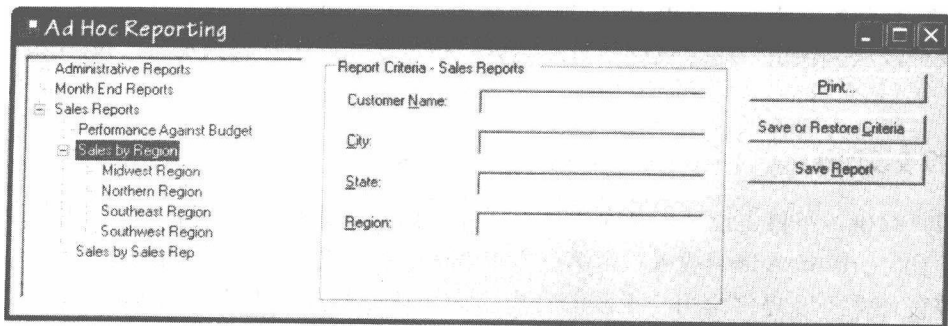 Ad Hoc Reporting
Administrative Reports
Month End Reports
Sales Reports
Performance Against Budget
Sales by Region
Midwest Region
Northern Region
Southeast Region
Southwest Region
Sales by Sales Rep
Report Criteria - Sales Reports
Customer Name:
City:
State:
Region:
Print...
Save or Restore Criteria
Save Report